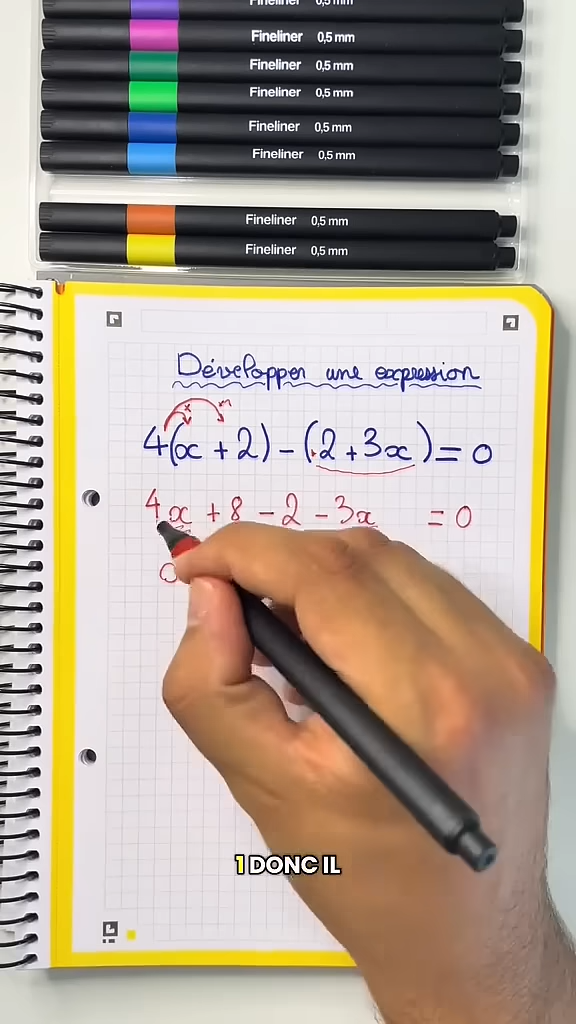 Fineliner 0,5 mm
Fineliner 0,5 mm
Fineliner 0,5 mm
Fineliner 0,5 mm
Fineliner 0,5 mm
Fineliner 0,5 mm
Fineliner 0,5 mm
Fineliner 0,5 mm
Développer une expression
4(x + 2) - (2 + 3x) = 0
4x + 8 - 2 - 3x = 0
1 DONC IL